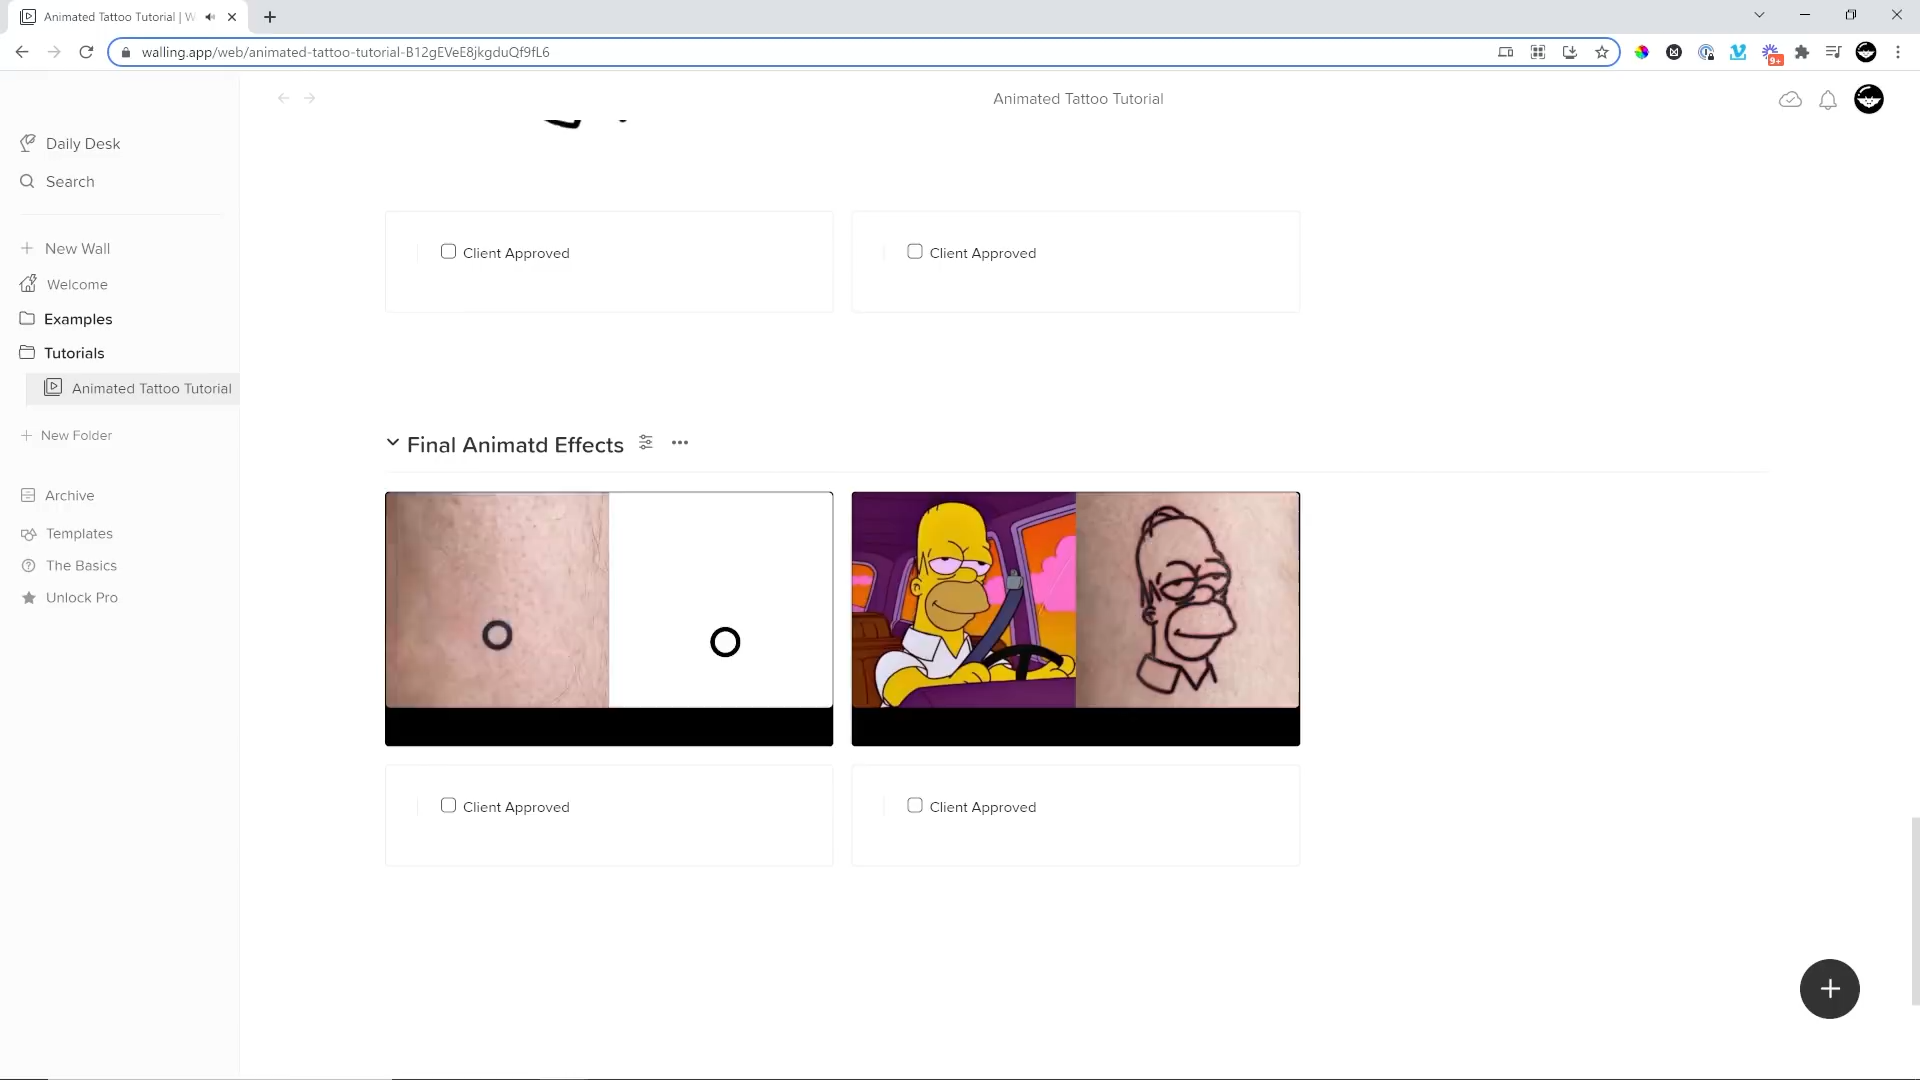 Animated Tattoo Tutorial | W
walling.app/web/animated-tattoo-tutorial-B12gEVeE8jkgduQf9fL6
9+
Animated Tattoo Tutorial
Daily Desk
Search
New Wall
Welcome
Examples
Tutorials
Animated Tattoo Tutorial
New Folder
Archive
Templates
The Basics
Unlock Pro
Client Approved
Client Approved
Final Animatd Effects
Client Approved
Client Approved